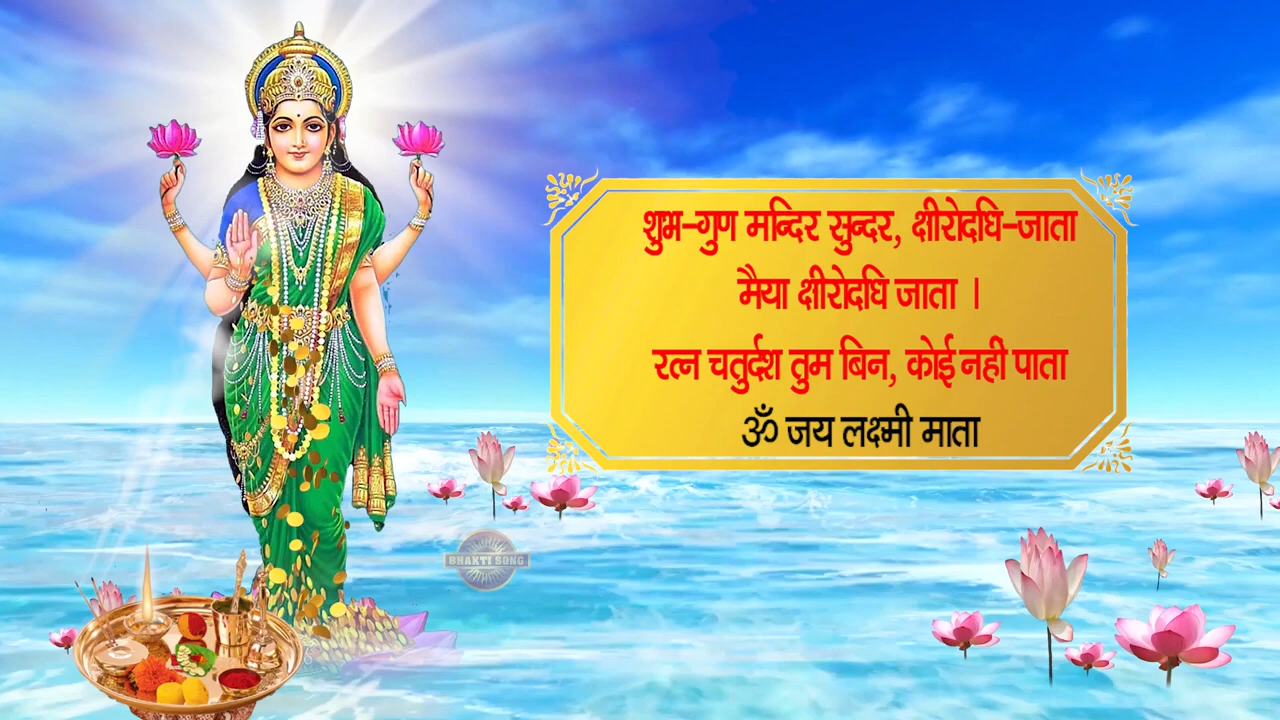 शुभ-गुण मन्दिर सुन्दर, क्षीरोदधि-जाता
मैया क्षीरोदधि जाता ।
रत्न चतुर्दश तुम बिन, कोई नही पाता
ॐ जय लक्ष्मी माता
BHAKTI SONG